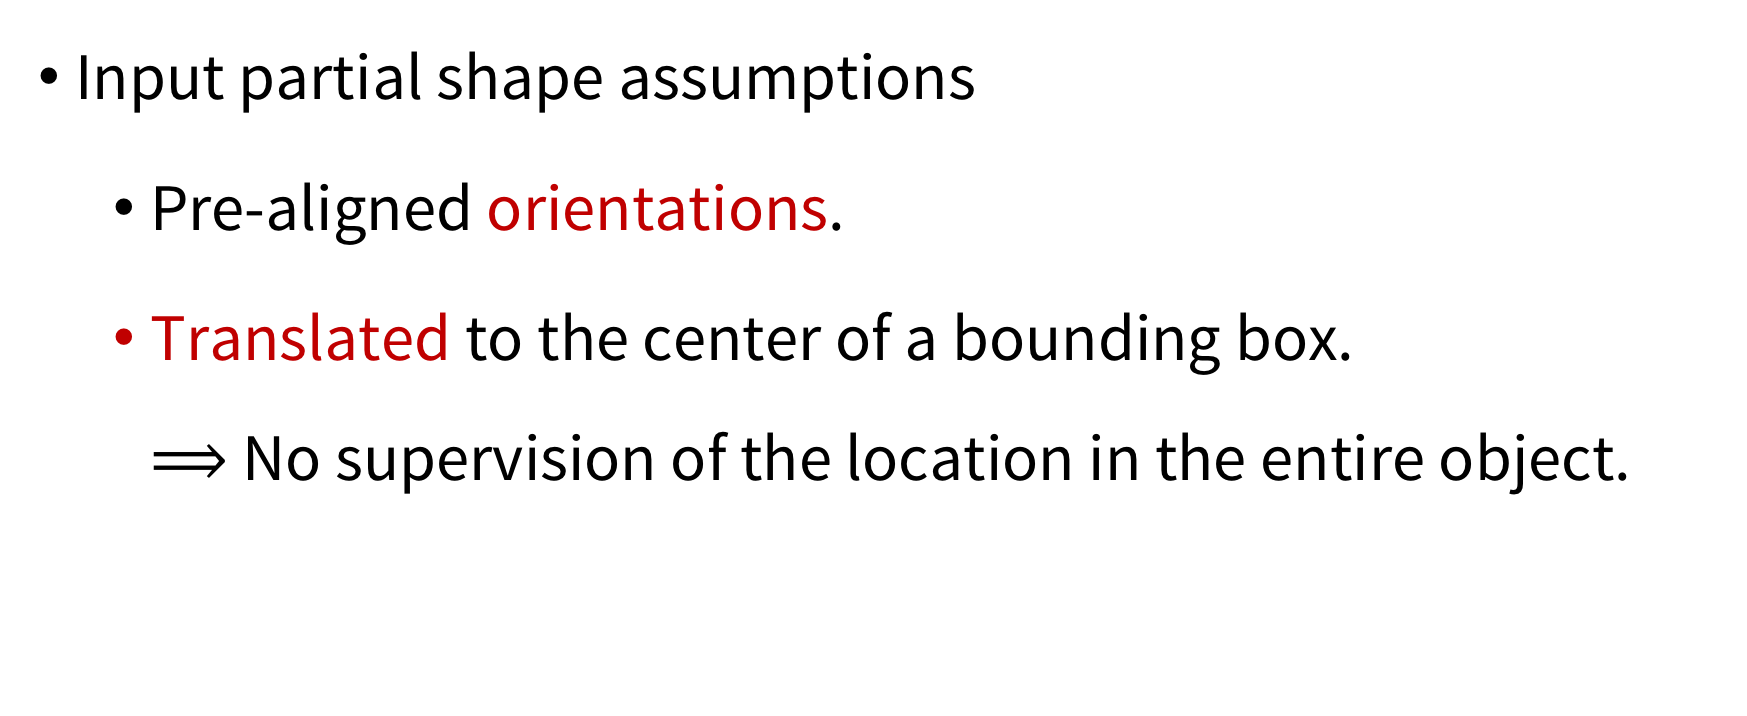 • Input partial shape assumptions
• Pre-aligned orientations.
• Translated to the center of a bounding box.
⟹ No supervision of the location in the entire object.